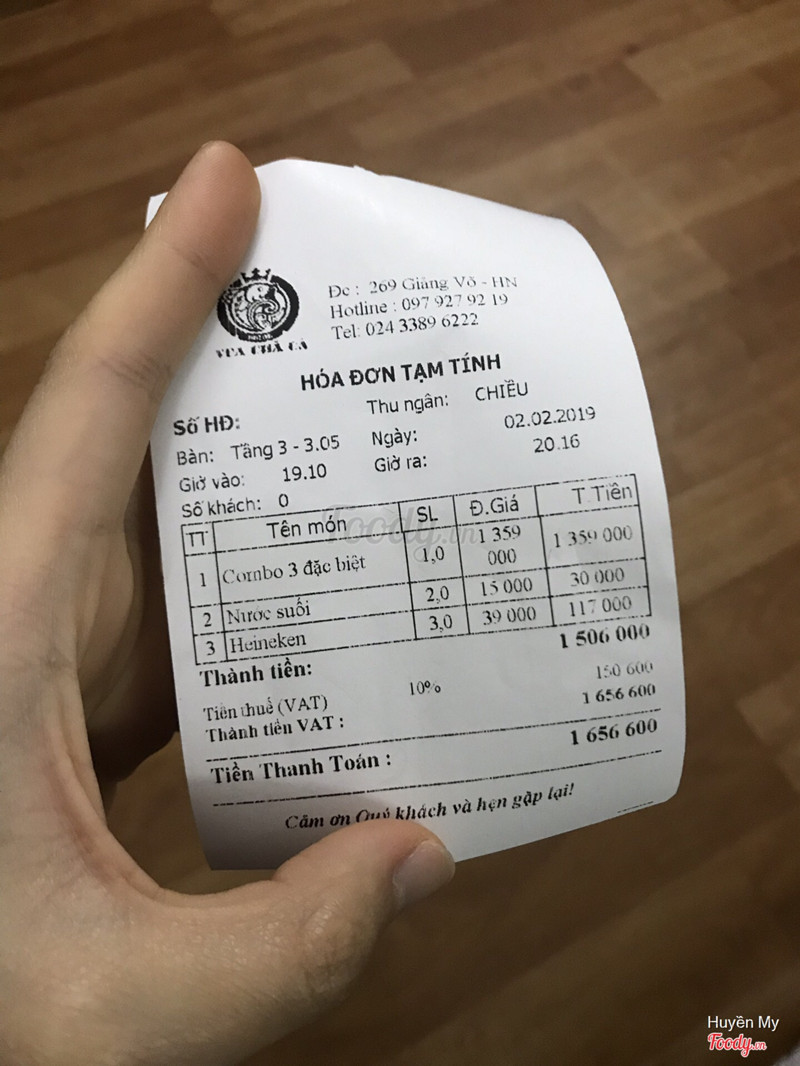 VUA CHẢ CÁ
Đc : 269 Giảng Võ - HN
Hotline : 097 927 92 19
Tel: 024 3389 6222
HÓA ĐƠN TẠM TÍNH
Số HĐ: Thu ngân: CHIỀU
Bàn: Tầng 3 - 3.05 Ngày: 02.02.2019
Giờ vào: 19.10 Giờ ra: 20.16
Số khách: 0
TT Tên món SL Đ.Giá T.Tiền
1 Combo 3 đặc biệt 1,0 1 359 000 1 359 000
2 Nước suối 2,0 15 000 30 000
3 Heineken 3,0 39 000 117 000
Thành tiền: 1 506 000
Tiền thuế (VAT) 10% 150 600
Thành tiền VAT : 1 656 600
Tiền Thanh Toán : 1 656 600
Cảm ơn Quý khách và hẹn gặp lại!
Foody.vn
Huyền My
Foody.vn